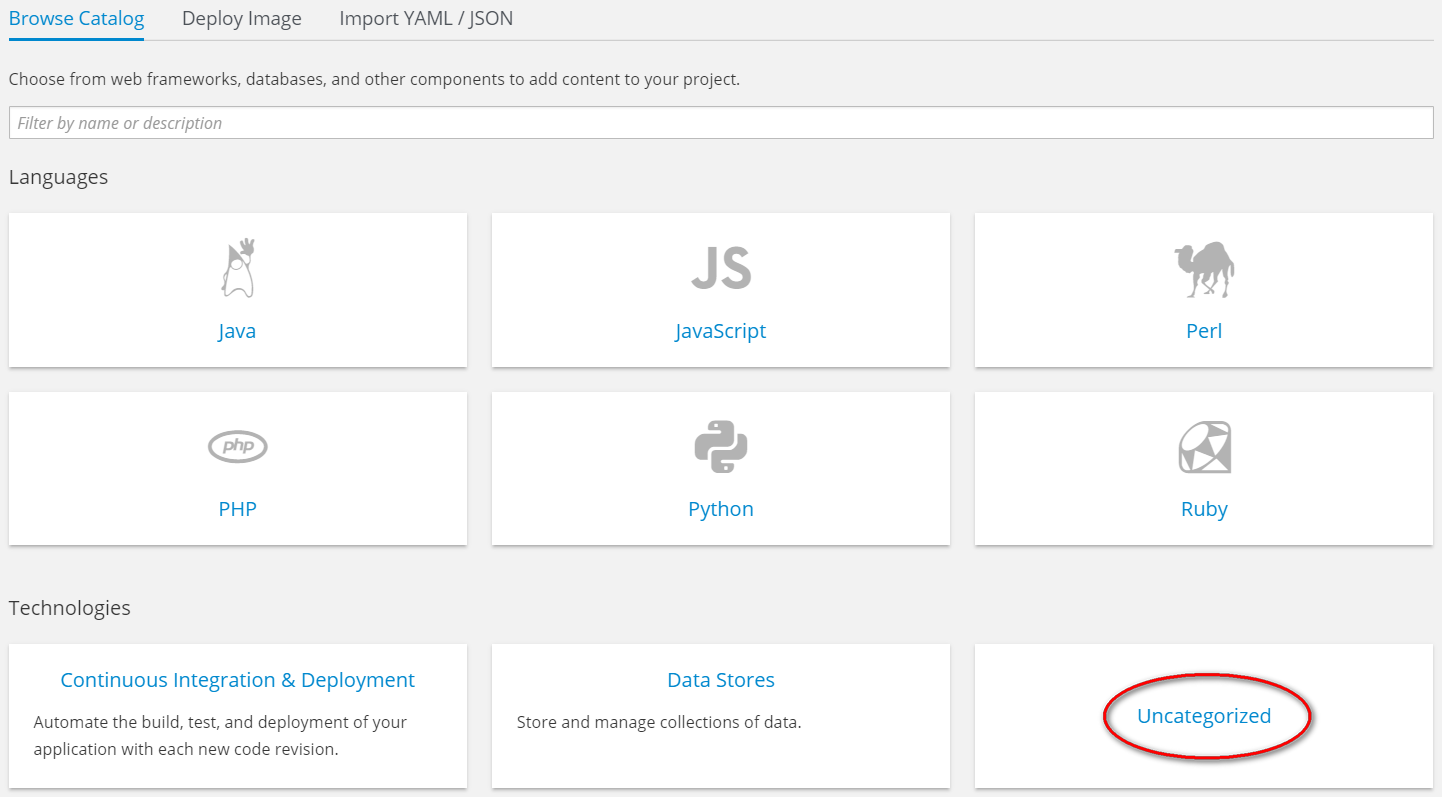 Browse Catalog Deploy Image Import YAML / JSON
Choose from web frameworks, databases, and other components to add content to your project.
Filter by name or description
Languages
JS
Java JavaScript Perl
php
PHP Python Ruby
Technologies
Continuous Integration & Deployment
Automate the build, test, and deployment of your
application with each new code revision.
Data Stores
Store and manage collections of data.
Uncategorized